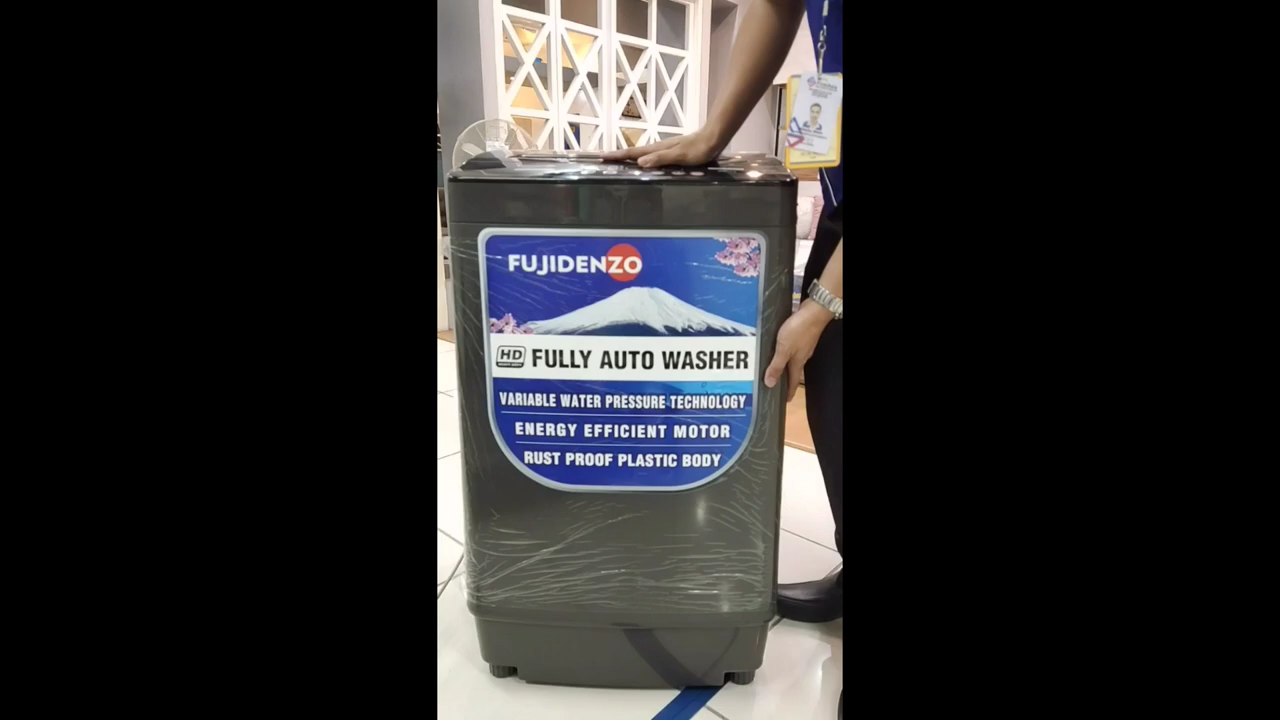 FUJIDENZO
HD FULLY AUTO WASHER
VARIABLE WATER PRESSURE TECHNOLOGY
ENERGY EFFICIENT MOTOR
RUST PROOF PLASTIC BODY